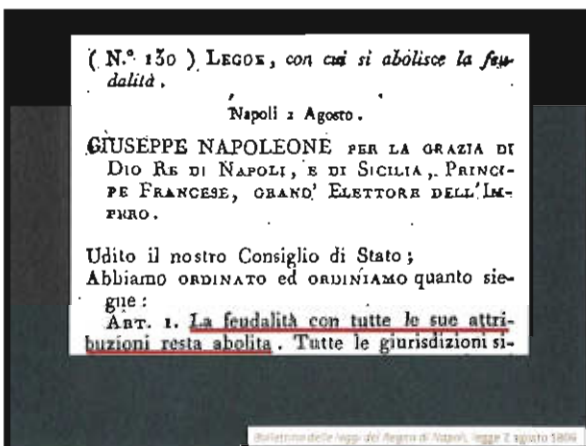 ( N.° 130 ) LEGGE, con cui si abolisce la feu-
dalità.
Napoli 2 Agosto.
GIUSEPPE NAPOLEONE PER LA GRAZIA DI
DIO RE DI NAPOLI, E DI SICILIA, PRINCI-
PE FRANCESE, GRAND' ELETTORE DELL'IM-
PERO.
Udito il nostro Consiglio di Stato;
Abbiamo ORDINATO ed ORDINIAMO quanto sie-
gue:
ART. 1. La feudalità con tutte le sue attri-
buzioni resta abolita. Tutte le giurisdizioni si-
Bullettino delle leggi del Regno di Napoli, legge 2 agosto 1806